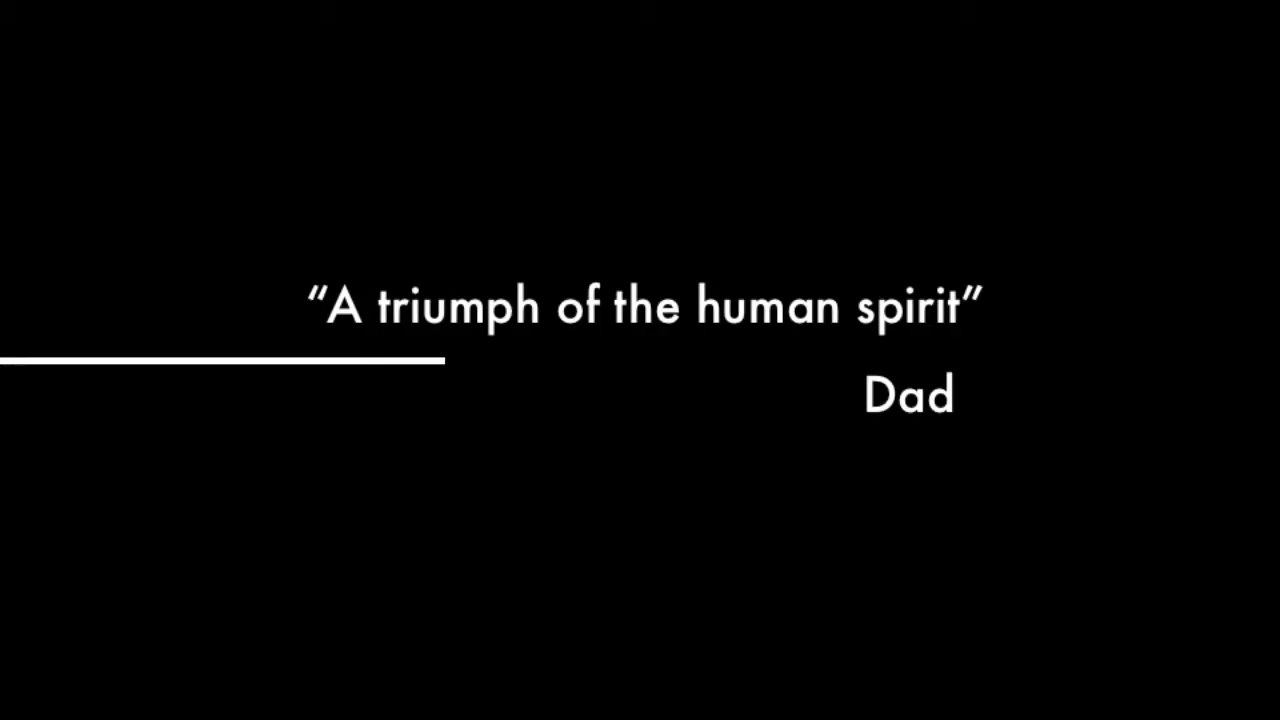 “A triumph of the human spirit”
Dad